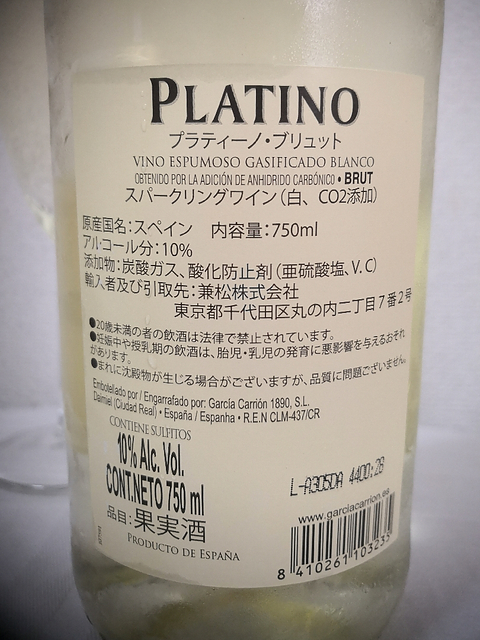 PLATINO
プラティーノ・ブリュット
VINO ESPUMOSO GASIFICADO BLANCO
OBTENIDO POR LA ADICIÓN DE ANHIDRIDO CARBÓNICO • BRUT
スパークリングワイン（白、CO2添加）
原産国名：スペイン　内容量：750ml
アルコール分：10%
添加物：炭酸ガス、酸化防止剤（亜硫酸塩、V.C）
輸入者及び引取先：兼松株式会社
東京都千代田区丸の内二丁目7番2号
●20歳未満の者の飲酒は法律で禁止されています。
●妊娠中や授乳期の飲酒は、胎児・乳児の発育に悪影響を与えるおそれ
があります。
●まれに沈殿物が生じる場合がございますが、品質に問題ございません。
Embotellado por / Engarrafado por: García Carrión 1890, S.L.
Daimiel (Ciudad Real) • España / Espanha • R.E.N CLM-437/CR
CONTIENE SULFITOS
10% Alc. Vol.
CONT.NETO 750 ml
品目：果実酒
PRODUCTO DE ESPAÑA
L-A305DA 4400:26
www.garciacarrion.es
8 410261 103235